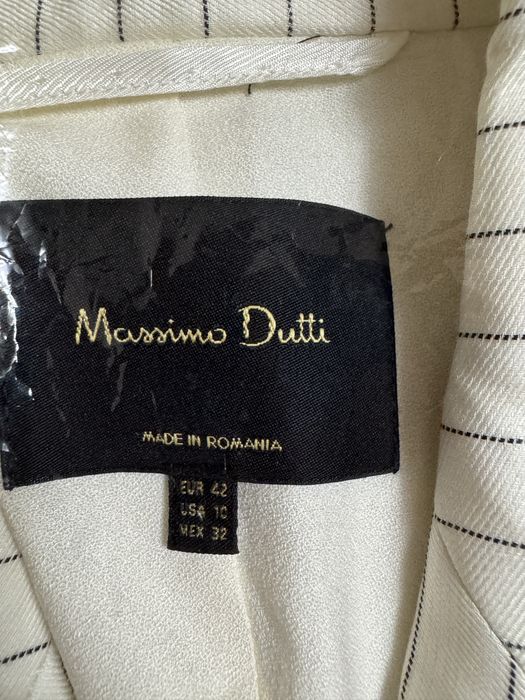 Massimo Dutti
MADE IN ROMANIA
EUR 42
USA 10
MEX 32